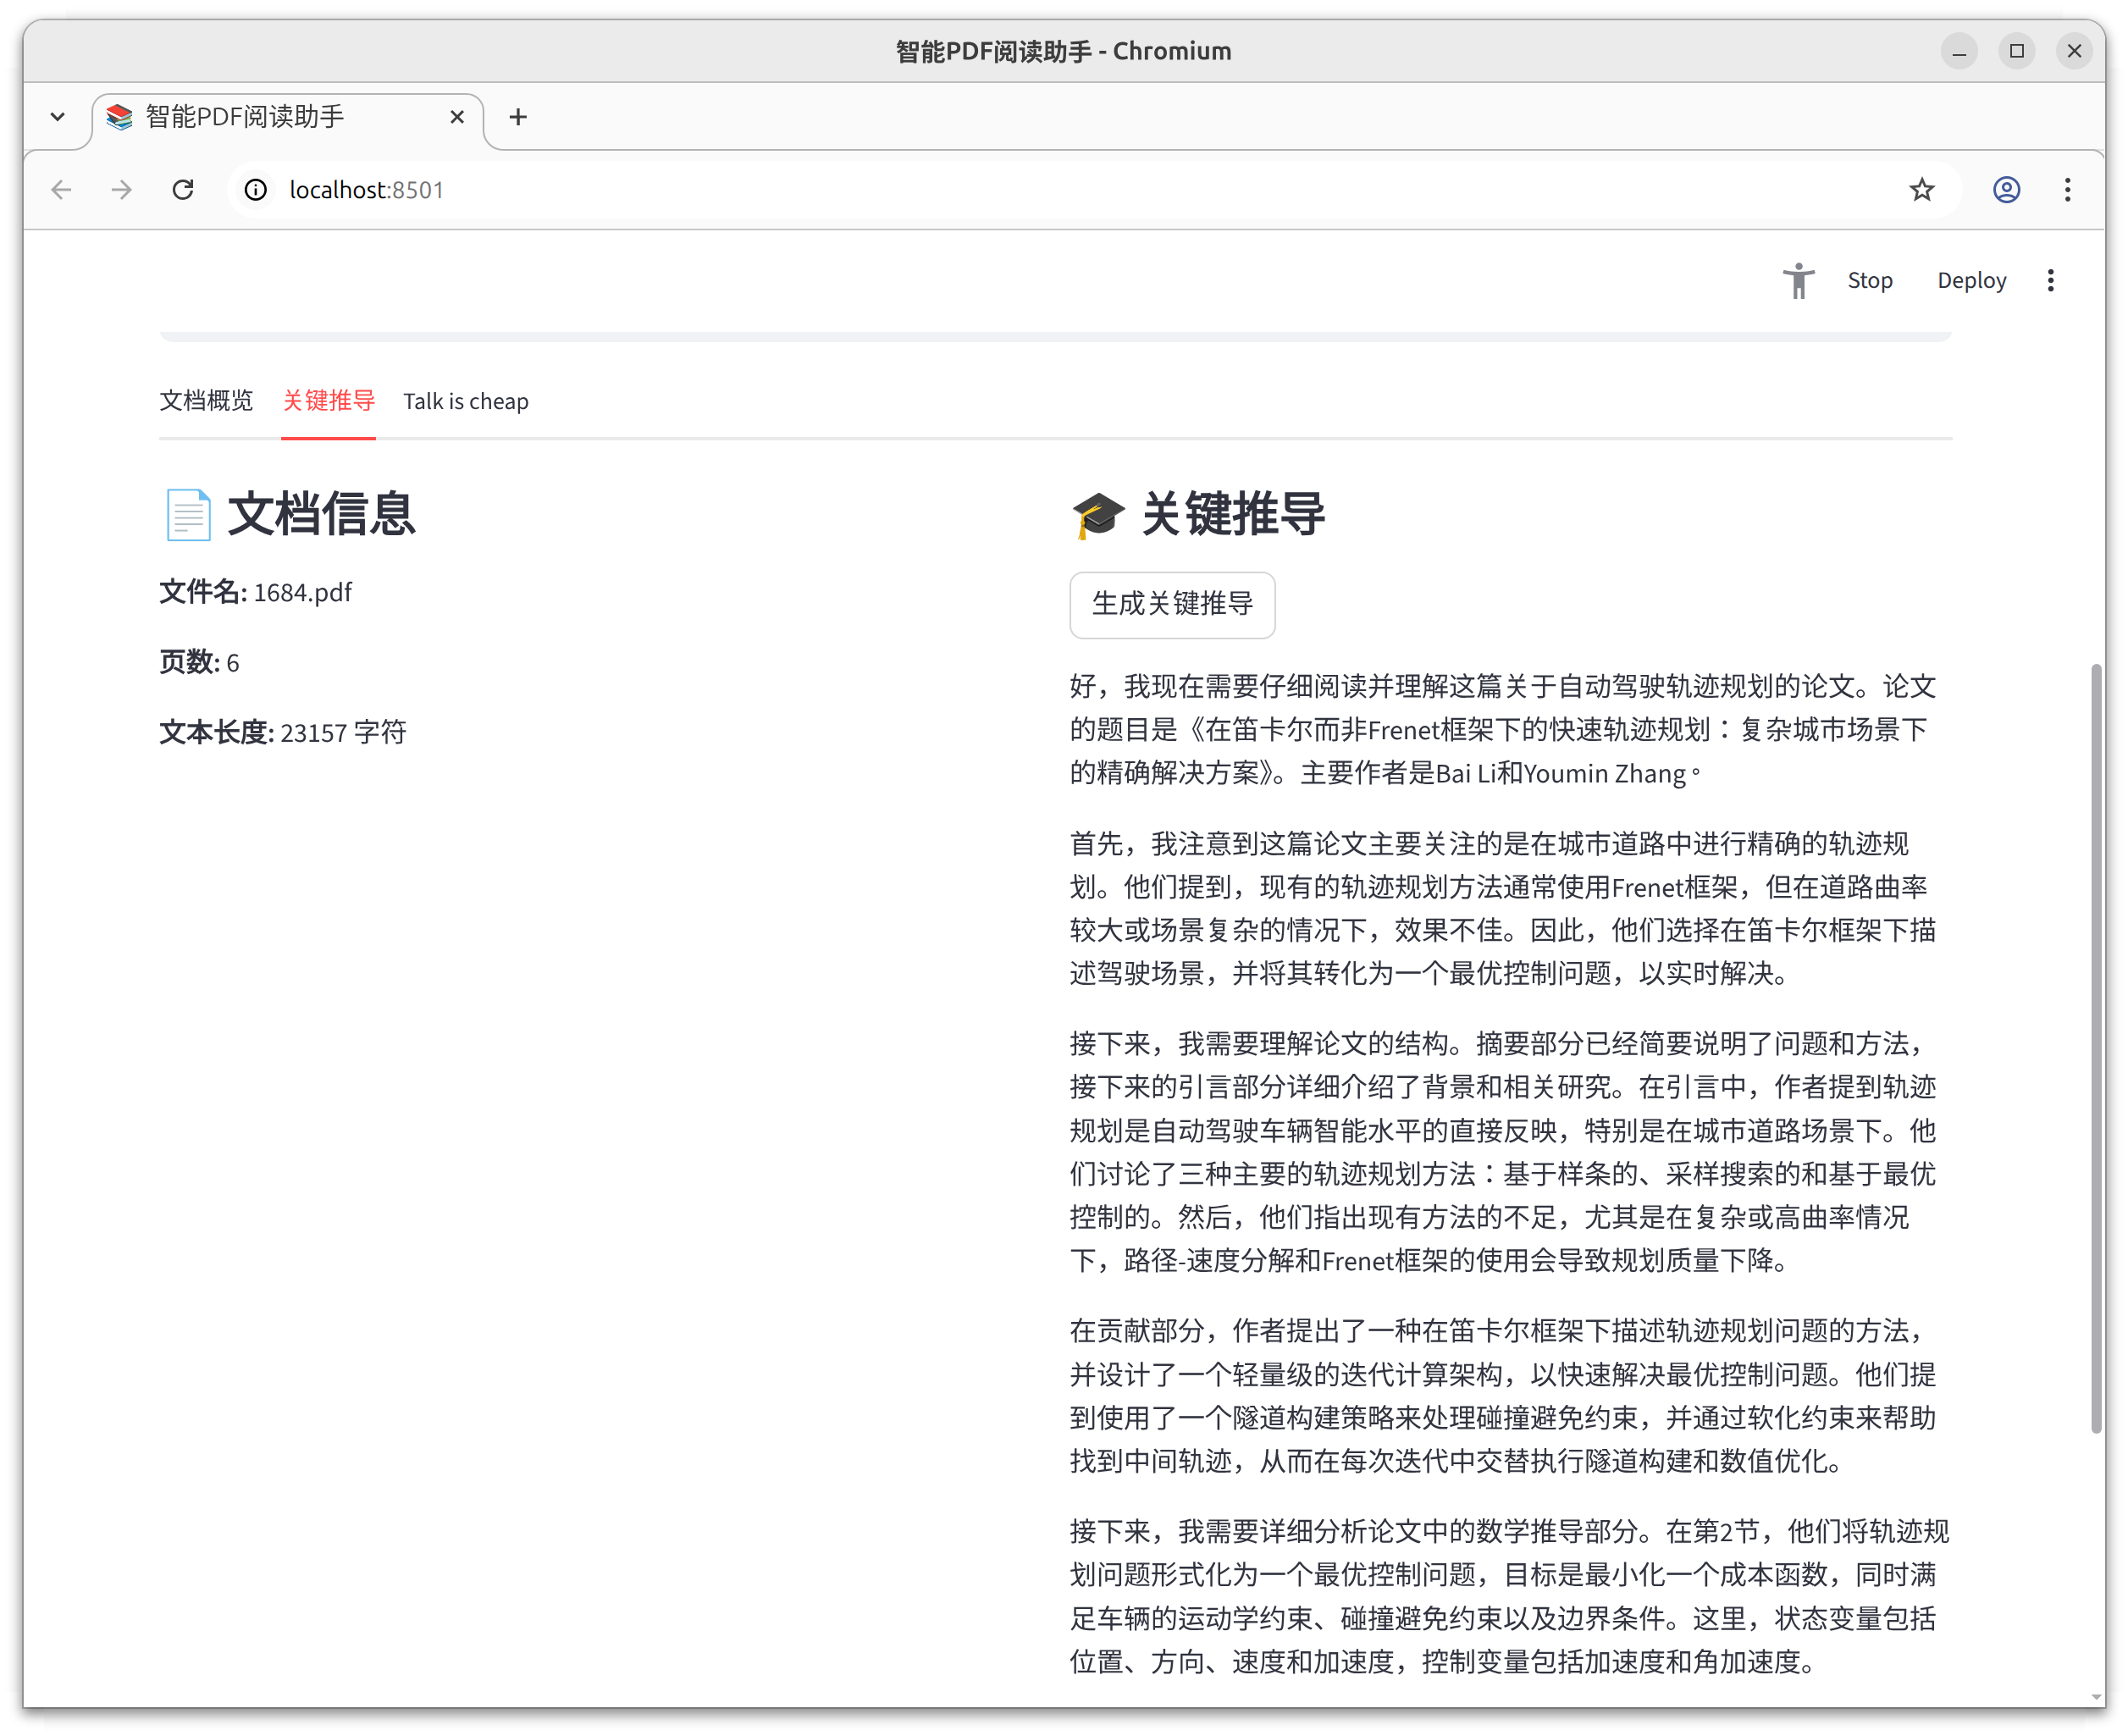 智能PDF阅读助手 - Chromium
智能PDF阅读助手
localhost:8501
Stop
Deploy
文档概览
关键推导
Talk is cheap
文档信息
文件名: 1684.pdf
页数: 6
文本长度: 23157 字符
关键推导
生成关键推导
好，我现在需要仔细阅读并理解这篇关于自动驾驶轨迹规划的论文。论文
的题目是《在笛卡尔而非Frenet框架下的快速轨迹规划：复杂城市场景下
的精确解决方案》。主要作者是Bai Li和Youmin Zhang。
首先，我注意到这篇论文主要关注的是在城市道路中进行精确的轨迹规
划。他们提到，现有的轨迹规划方法通常使用Frenet框架，但在道路曲率
较大或场景复杂的情况下，效果不佳。因此，他们选择在笛卡尔框架下描
述驾驶场景，并将其转化为一个最优控制问题，以实时解决。
接下来，我需要理解论文的结构。摘要部分已经简要说明了问题和方法，
接下来的引言部分详细介绍了背景和相关研究。在引言中，作者提到轨迹
规划是自动驾驶车辆智能水平的直接反映，特别是在城市道路场景下。他
们讨论了三种主要的轨迹规划方法：基于样条的、采样搜索的和基于最优
控制的。然后，他们指出现有方法的不足，尤其是在复杂或高曲率情况
下，路径-速度分解和Frenet框架的使用会导致规划质量下降。
在贡献部分，作者提出了一种在笛卡尔框架下描述轨迹规划问题的方法，
并设计了一个轻量级的迭代计算架构，以快速解决最优控制问题。他们提
到使用了一个隧道构建策略来处理碰撞避免约束，并通过软化约束来帮助
找到中间轨迹，从而在每次迭代中交替执行隧道构建和数值优化。
接下来，我需要详细分析论文中的数学推导部分。在第2节，他们将轨迹规
划问题形式化为一个最优控制问题，目标是最小化一个成本函数，同时满
足车辆的运动学约束、碰撞避免约束以及边界条件。这里，状态变量包括
位置、方向、速度和加速度，控制变量包括加速度和角加速度。